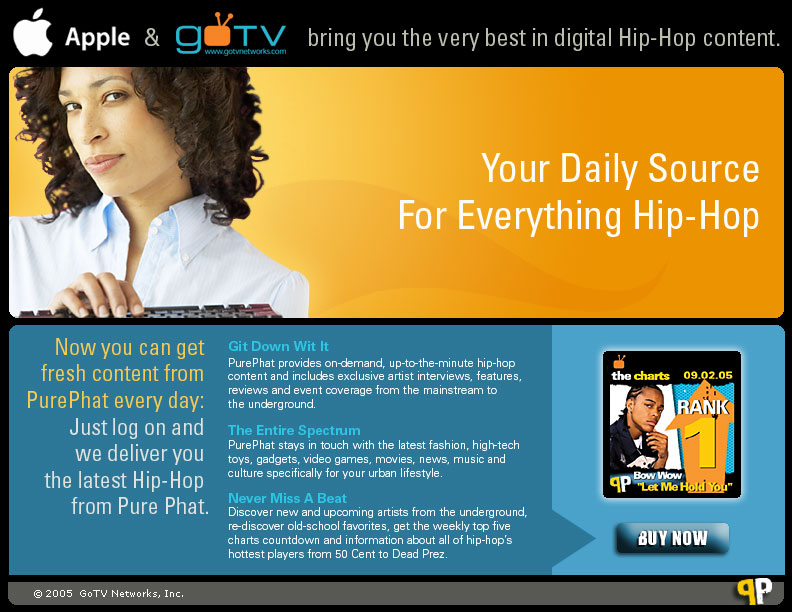 Apple & goTV bring you the very best in digital Hip-Hop content.
www.gotvnetworks.com
Your Daily Source
For Everything Hip-Hop
Now you can get
fresh content from
PurePhat every day:
Just log on and
we deliver you
the latest Hip-Hop
from Pure Phat.
Git Down Wit It
PurePhat provides on-demand, up-to-the-minute hip-hop
content and includes exclusive artist interviews, features,
reviews and event coverage from the mainstream to
the underground.
The Entire Spectrum
PurePhat stays in touch with the latest fashion, high-tech
toys, gadgets, video games, movies, news, music and
culture specifically for your urban lifestyle.
Never Miss A Beat
Discover new and upcoming artists from the underground,
re-discover old-school favorites, get the weekly top five
charts countdown and information about all of hip-hop's
hottest players from 50 Cent to Dead Prez.
the charts 09.02.05
RANK
1
pP Bow Wow
"Let Me Hold You"
BUY NOW
© 2005 GoTV Networks, Inc.
pP